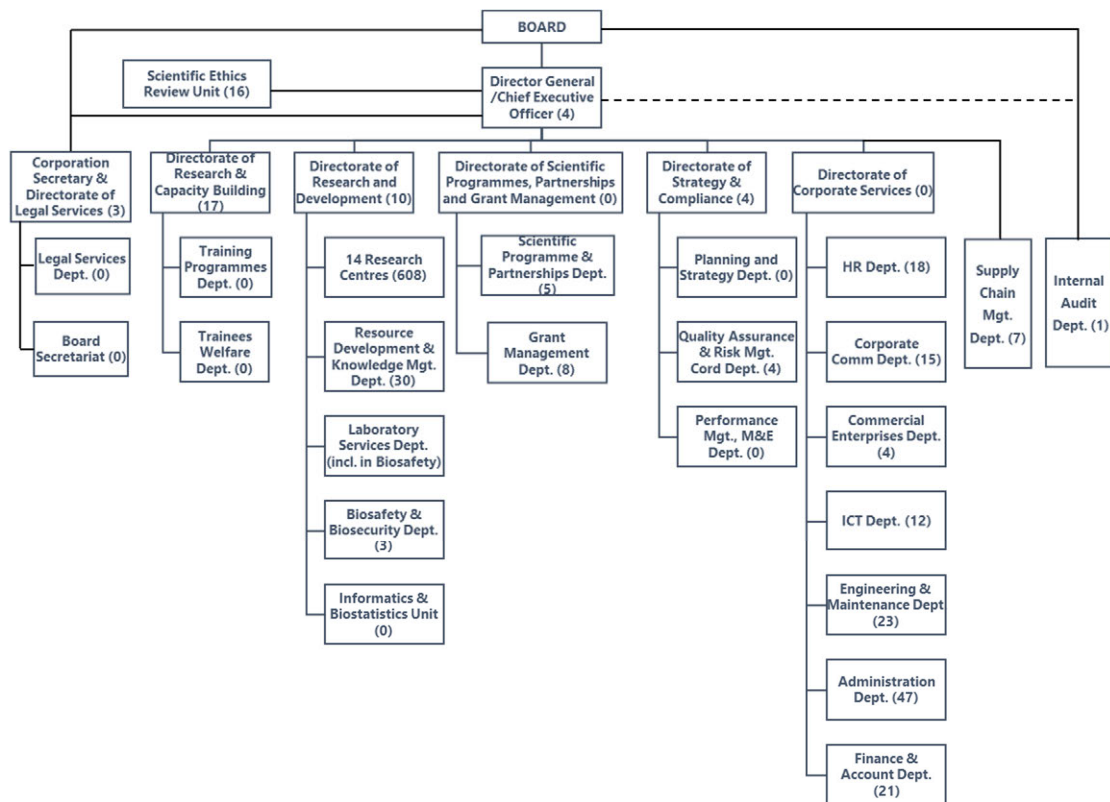 BOARD
Scientific Ethics
Review Unit (16)
Director General
/Chief Executive
Officer (4)
Corporation
Secretary &
Directorate of
Legal Services (3)
Directorate of
Research &
Capacity Building
(17)
Directorate of
Research and
Development (10)
Directorate of Scientific
Programmes, Partnerships
and Grant Management (0)
Directorate of
Strategy &
Compliance (4)
Directorate of
Corporate Services (0)
Legal Services
Dept. (0)
Board
Secretariat (0)
Training
Programmes
Dept. (0)
Trainees
Welfare
Dept. (0)
14 Research
Centres (608)
Resource
Development &
Knowledge Mgt.
Dept. (30)
Laboratory
Services Dept.
(incl. in Biosafety)
Biosafety &
Biosecurity Dept.
(3)
Informatics &
Biostatistics Unit
(0)
Scientific
Programme &
Partnerships Dept.
(5)
Grant
Management
Dept. (8)
Planning and
Strategy Dept. (0)
Quality Assurance
& Risk Mgt.
Cord Dept. (4)
Performance
Mgt., M&E
Dept. (0)
HR Dept. (18)
Corporate
Comm Dept. (15)
Commercial
Enterprises Dept.
(4)
ICT Dept. (12)
Engineering &
Maintenance Dept
(23)
Administration
Dept. (47)
Finance &
Account Dept.
(21)
Supply
Chain
Mgt.
Dept. (7)
Internal
Audit
Dept. (1)